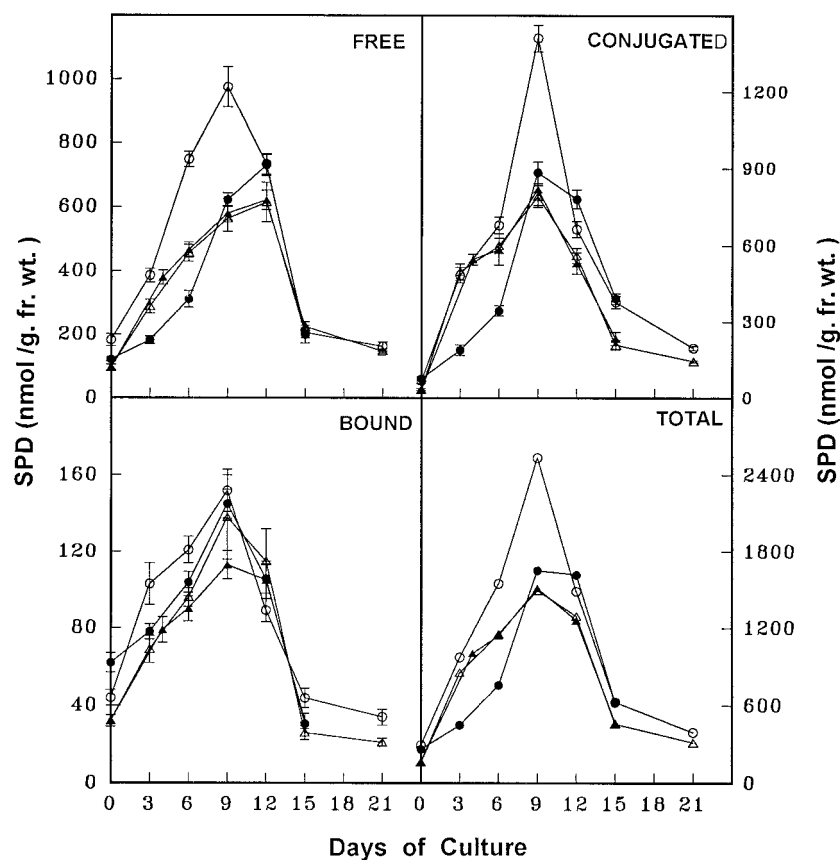 FREE
CONJUGATED
1000
800
600
400
200
0
1200
900
600
300
0
SPD (nmol /g. fr. wt. )
SPD (nmol /g. fr. wt. )
BOUND
TOTAL
160
120
80
40
0
2400
1800
1200
600
0
0 3 6 9 12 15 18 21
0 3 6 9 12 15 18 21
Days of Culture